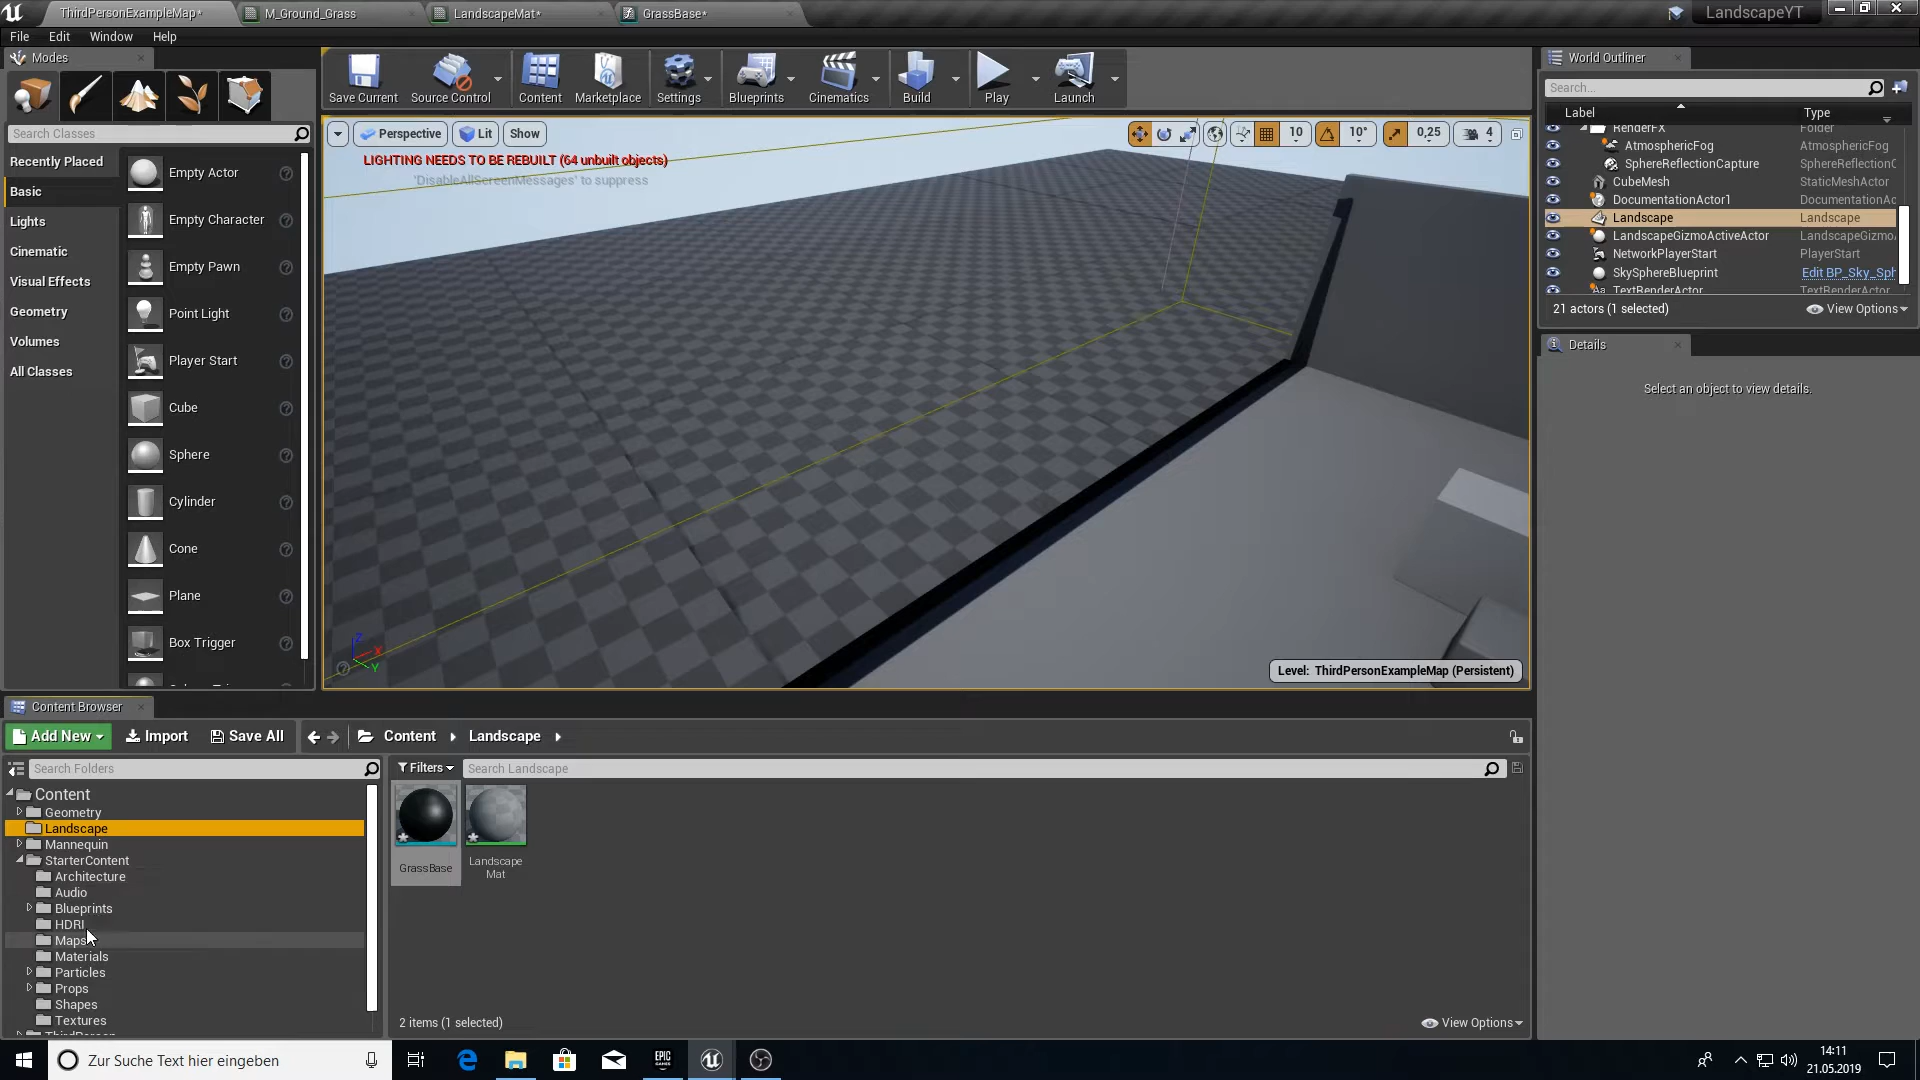 ThirdPersonExampleMap*
M_Ground_Grass
LandscapeMat*
GrassBase*
LandscapeYT
File
Edit
Window
Help
Modes
Save Current
Source Control
Content
Marketplace
Settings
Blueprints
Cinematics
Build
Play
Launch
Search Classes
Recently Placed
Basic
Lights
Cinematic
Visual Effects
Geometry
Volumes
All Classes
Empty Actor
Empty Character
Empty Pawn
Point Light
Player Start
Cube
Sphere
Cylinder
Cone
Plane
Box Trigger
Perspective
Lit
Show
10
10°
0,25
4
LIGHTING NEEDS TO BE REBUILT (64 unbuilt objects)
'DisableAllScreenMessages' to suppress
Z
X
Y
Level: ThirdPersonExampleMap (Persistent)
World Outliner
Search...
Label
Type
RenderFX
Folder
AtmosphericFog
AtmosphericFog
SphereReflectionCapture
SphereReflectionC
CubeMesh
StaticMeshActor
DocumentationActor1
DocumentationAc
Landscape
Landscape
LandscapeGizmoActiveActor
LandscapeGizmo
NetworkPlayerStart
PlayerStart
SkySphereBlueprint
Edit BP_Sky_Sph
TextRenderActor
TextRenderActor
21 actors (1 selected)
View Options
Details
Select an object to view details.
Content Browser
Add New
Import
Save All
Content
Landscape
Search Folders
Filters
Search Landscape
Content
Geometry
Landscape
Mannequin
StarterContent
Architecture
Audio
Blueprints
HDRI
Maps
Materials
Particles
Props
Shapes
Textures
GrassBase
Landscape
Mat
2 items (1 selected)
View Options
Zur Suche Text hier eingeben
EPIC
GAMES
14:11
21.05.2019